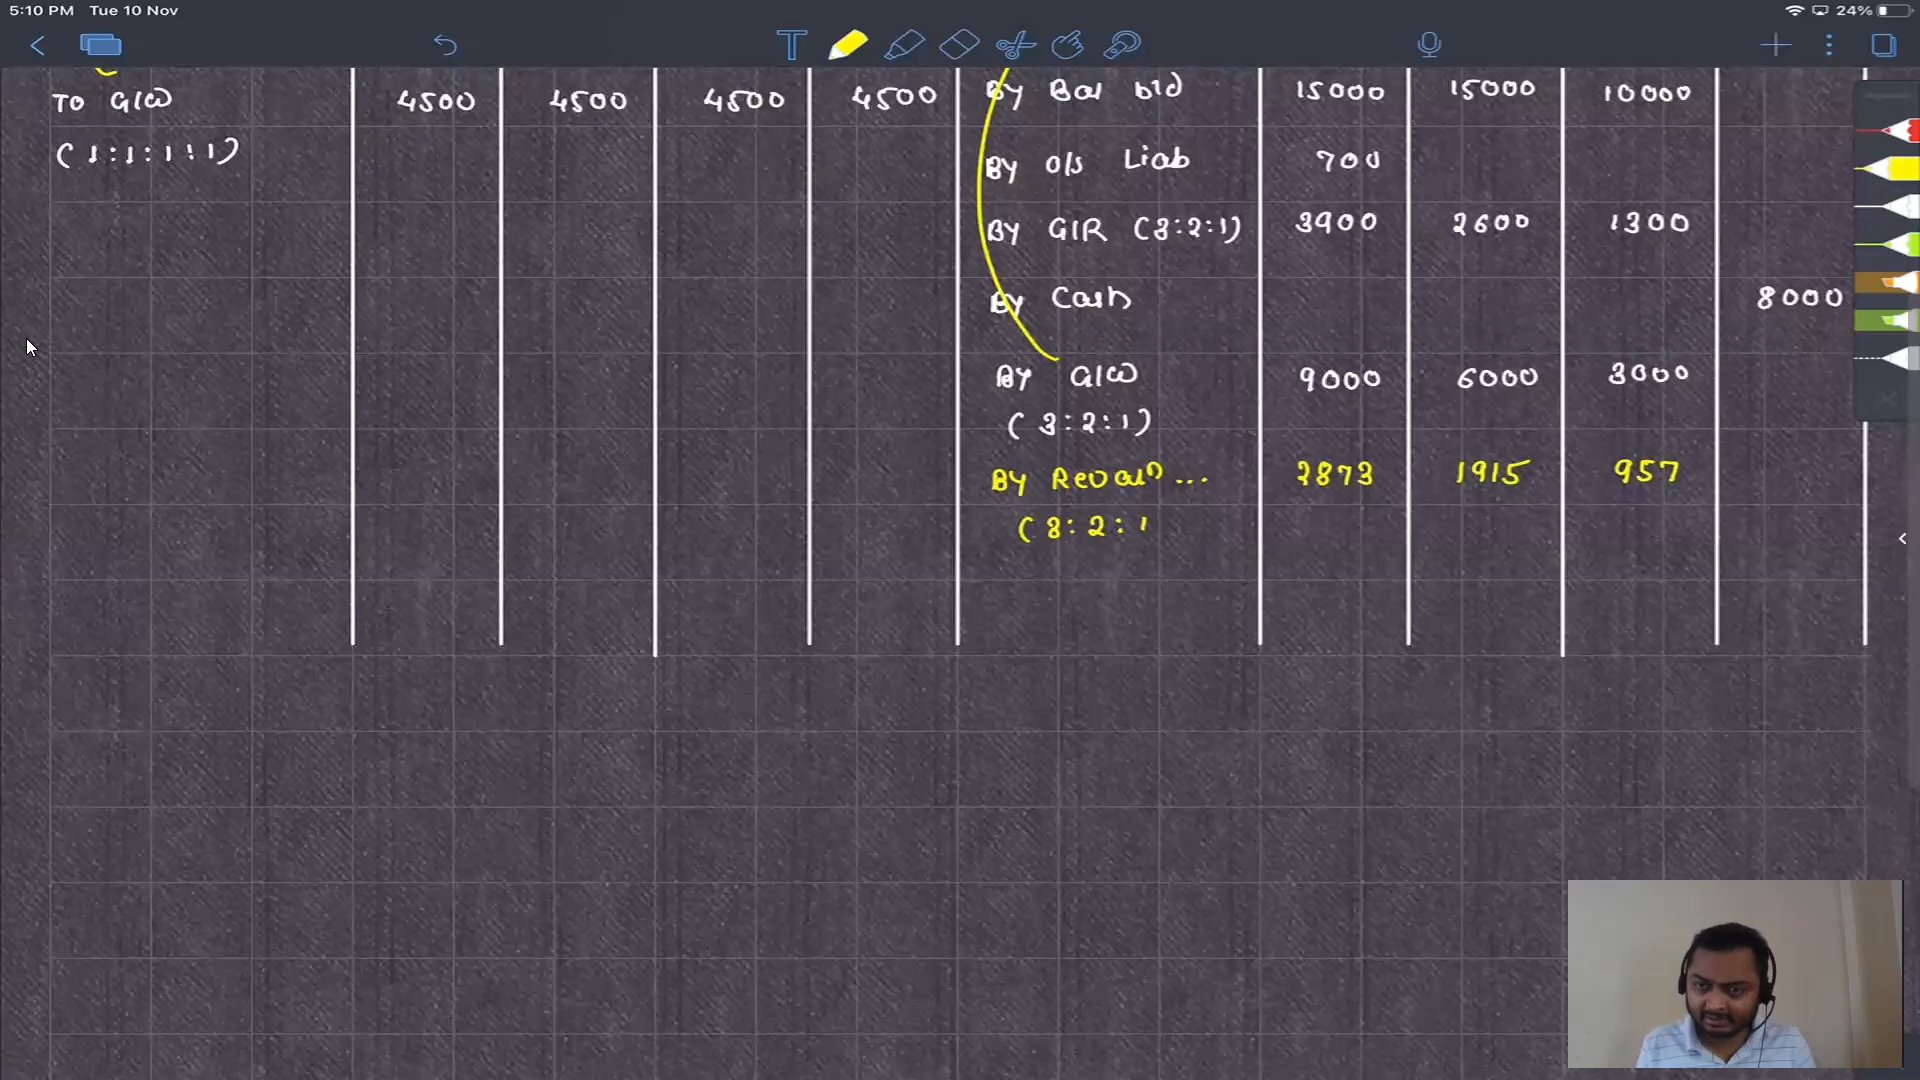 5:10 PM Tue 10 Nov
24%
TO G/W 4500 4500 4500 4500
(1:1:1:1)
BY Bal b/d 15000 15000 10000
BY o/s Liab 700
BY G/R (3:2:1) 3900 2600 1300
BY Cash 8000
BY G/W 9000 6000 3000
(3:2:1)
BY Revaln ... 2873 1915 957
(3:2:1